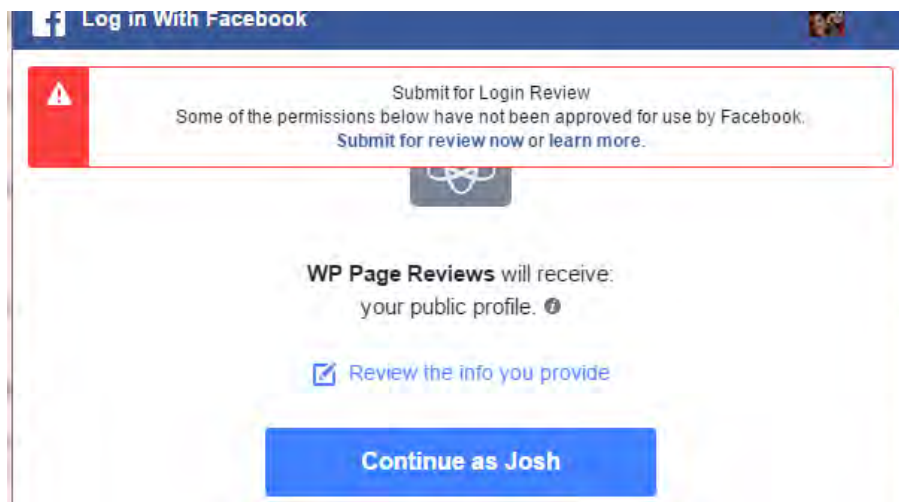 Log in With Facebook
Submit for Login Review
Some of the permissions below have not been approved for use by Facebook.
Submit for review now or learn more.
WP Page Reviews will receive:
your public profile.
Review the info you provide
Continue as Josh